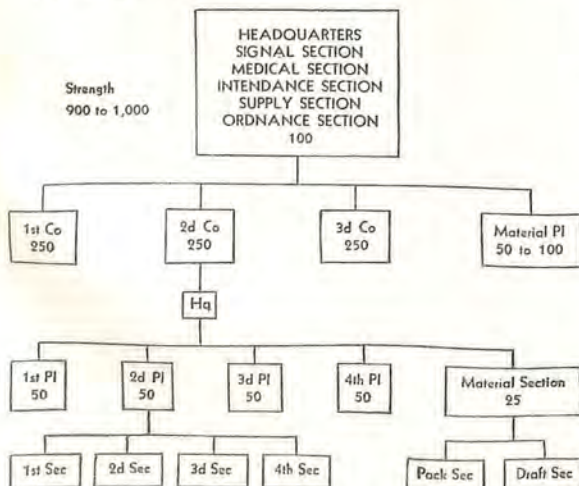 HEADQUARTERS
SIGNAL SECTION
MEDICAL SECTION
INTENDANCE SECTION
SUPPLY SECTION
ORDNANCE SECTION
100
Strength
900 to 1,000
1st Co
250
2d Co
250
3d Co
250
Material Pl
50 to 100
Hq
1st Pl
50
2d Pl
50
3d Pl
50
4th Pl
50
Material Section
25
1st Sec
2d Sec
3d Sec
4th Sec
Pack Sec
Draft Sec